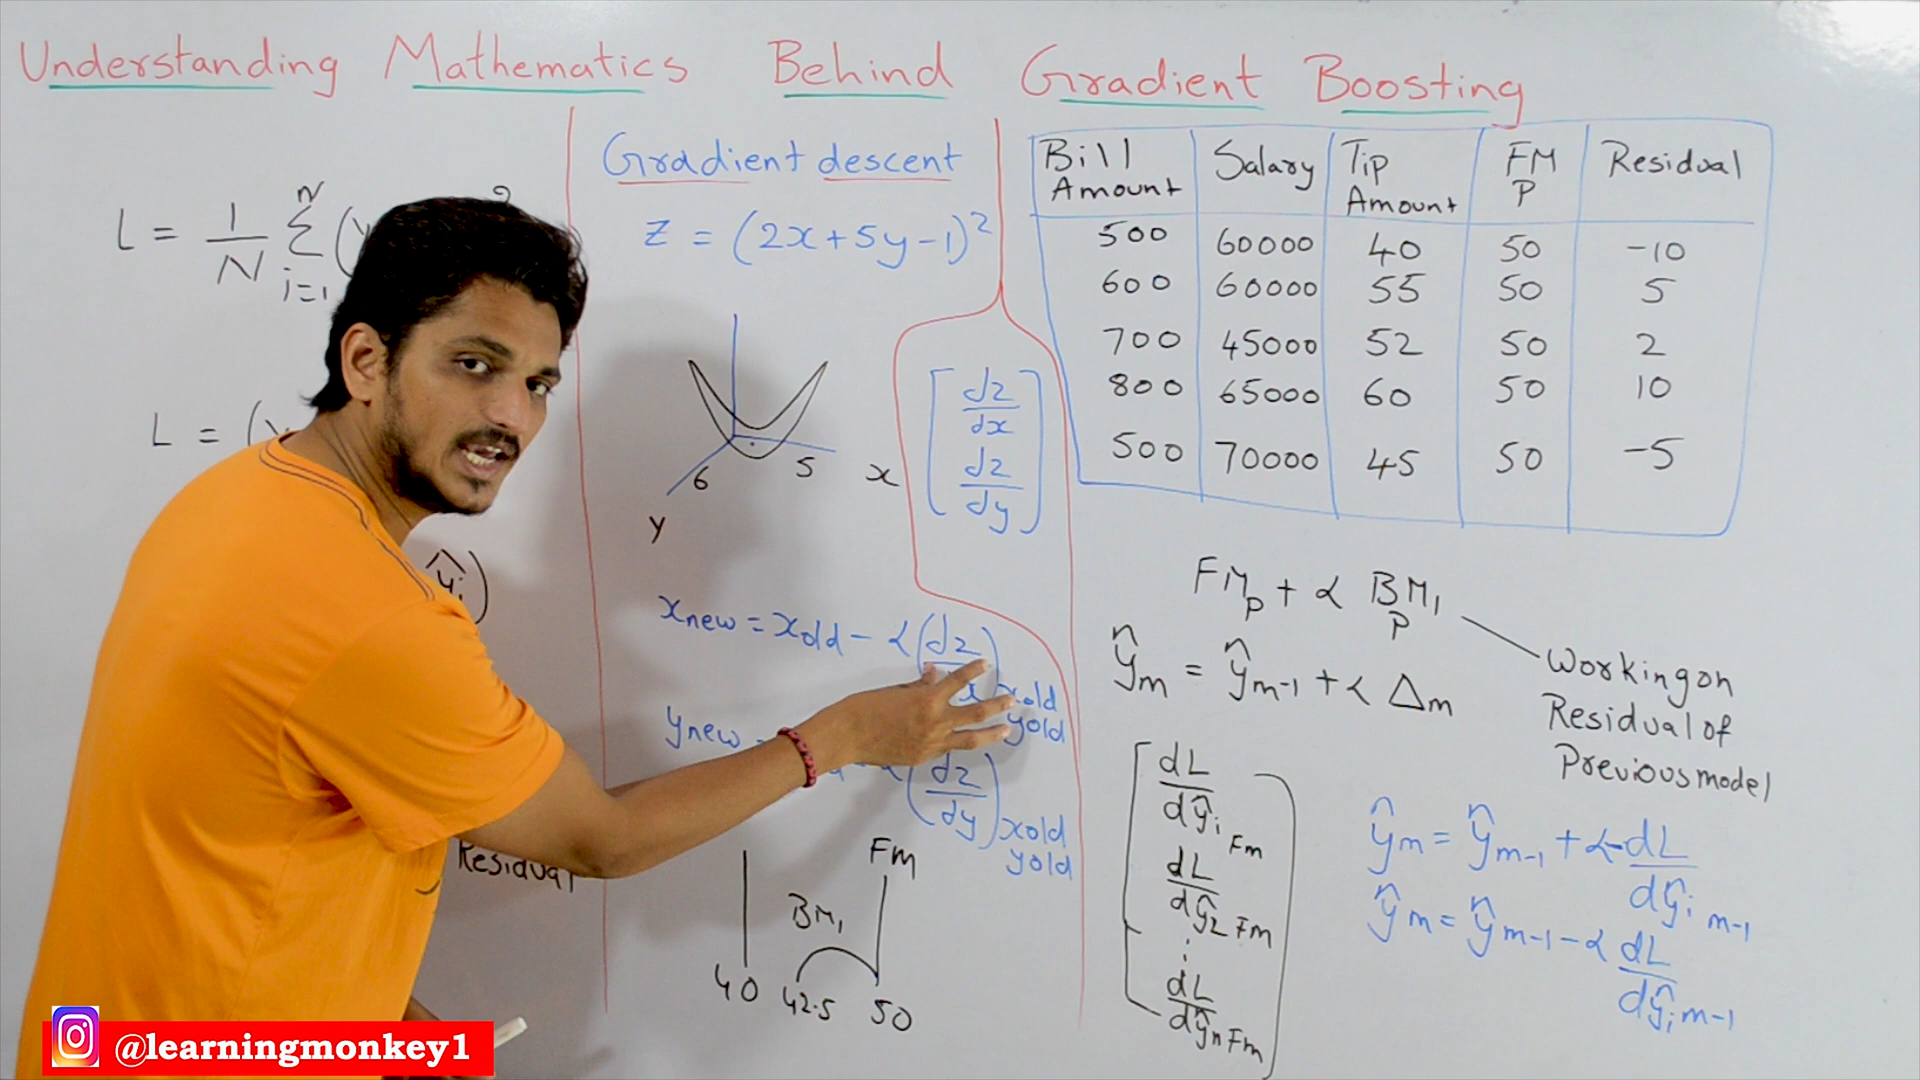 Understanding Mathematics Behind Gradient Boosting
L = 1/N Σ i=1 N (y 2
L = (y
ŷi)
Residual
Gradient descent
Z = (2x+5y-1)²
6 5 x
y
[dz/dx
dz/dy]
xnew = xold - α (dz/ x) xold yold
ynew = α (dz/dy) xold yold
Fm
BM1
40 42.5 50
Bill Amount Salary Tip Amount FM P Residual
500 60000 40 50 -10
600 60000 55 50 5
700 45000 52 50 2
800 65000 60 50 10
500 70000 45 50 -5
FMp + α BM1 P
Working on
Residual of
Previous model
ŷm = ŷm-1 + α Δm
[dL/dŷi Fm
dL/dŷ2 Fm
⋮
dL/dŷn Fm]
ŷm = ŷm-1 + α - dL/dŷi m-1
ŷm = ŷm-1 - α dL/dŷi m-1
@learningmonkey1